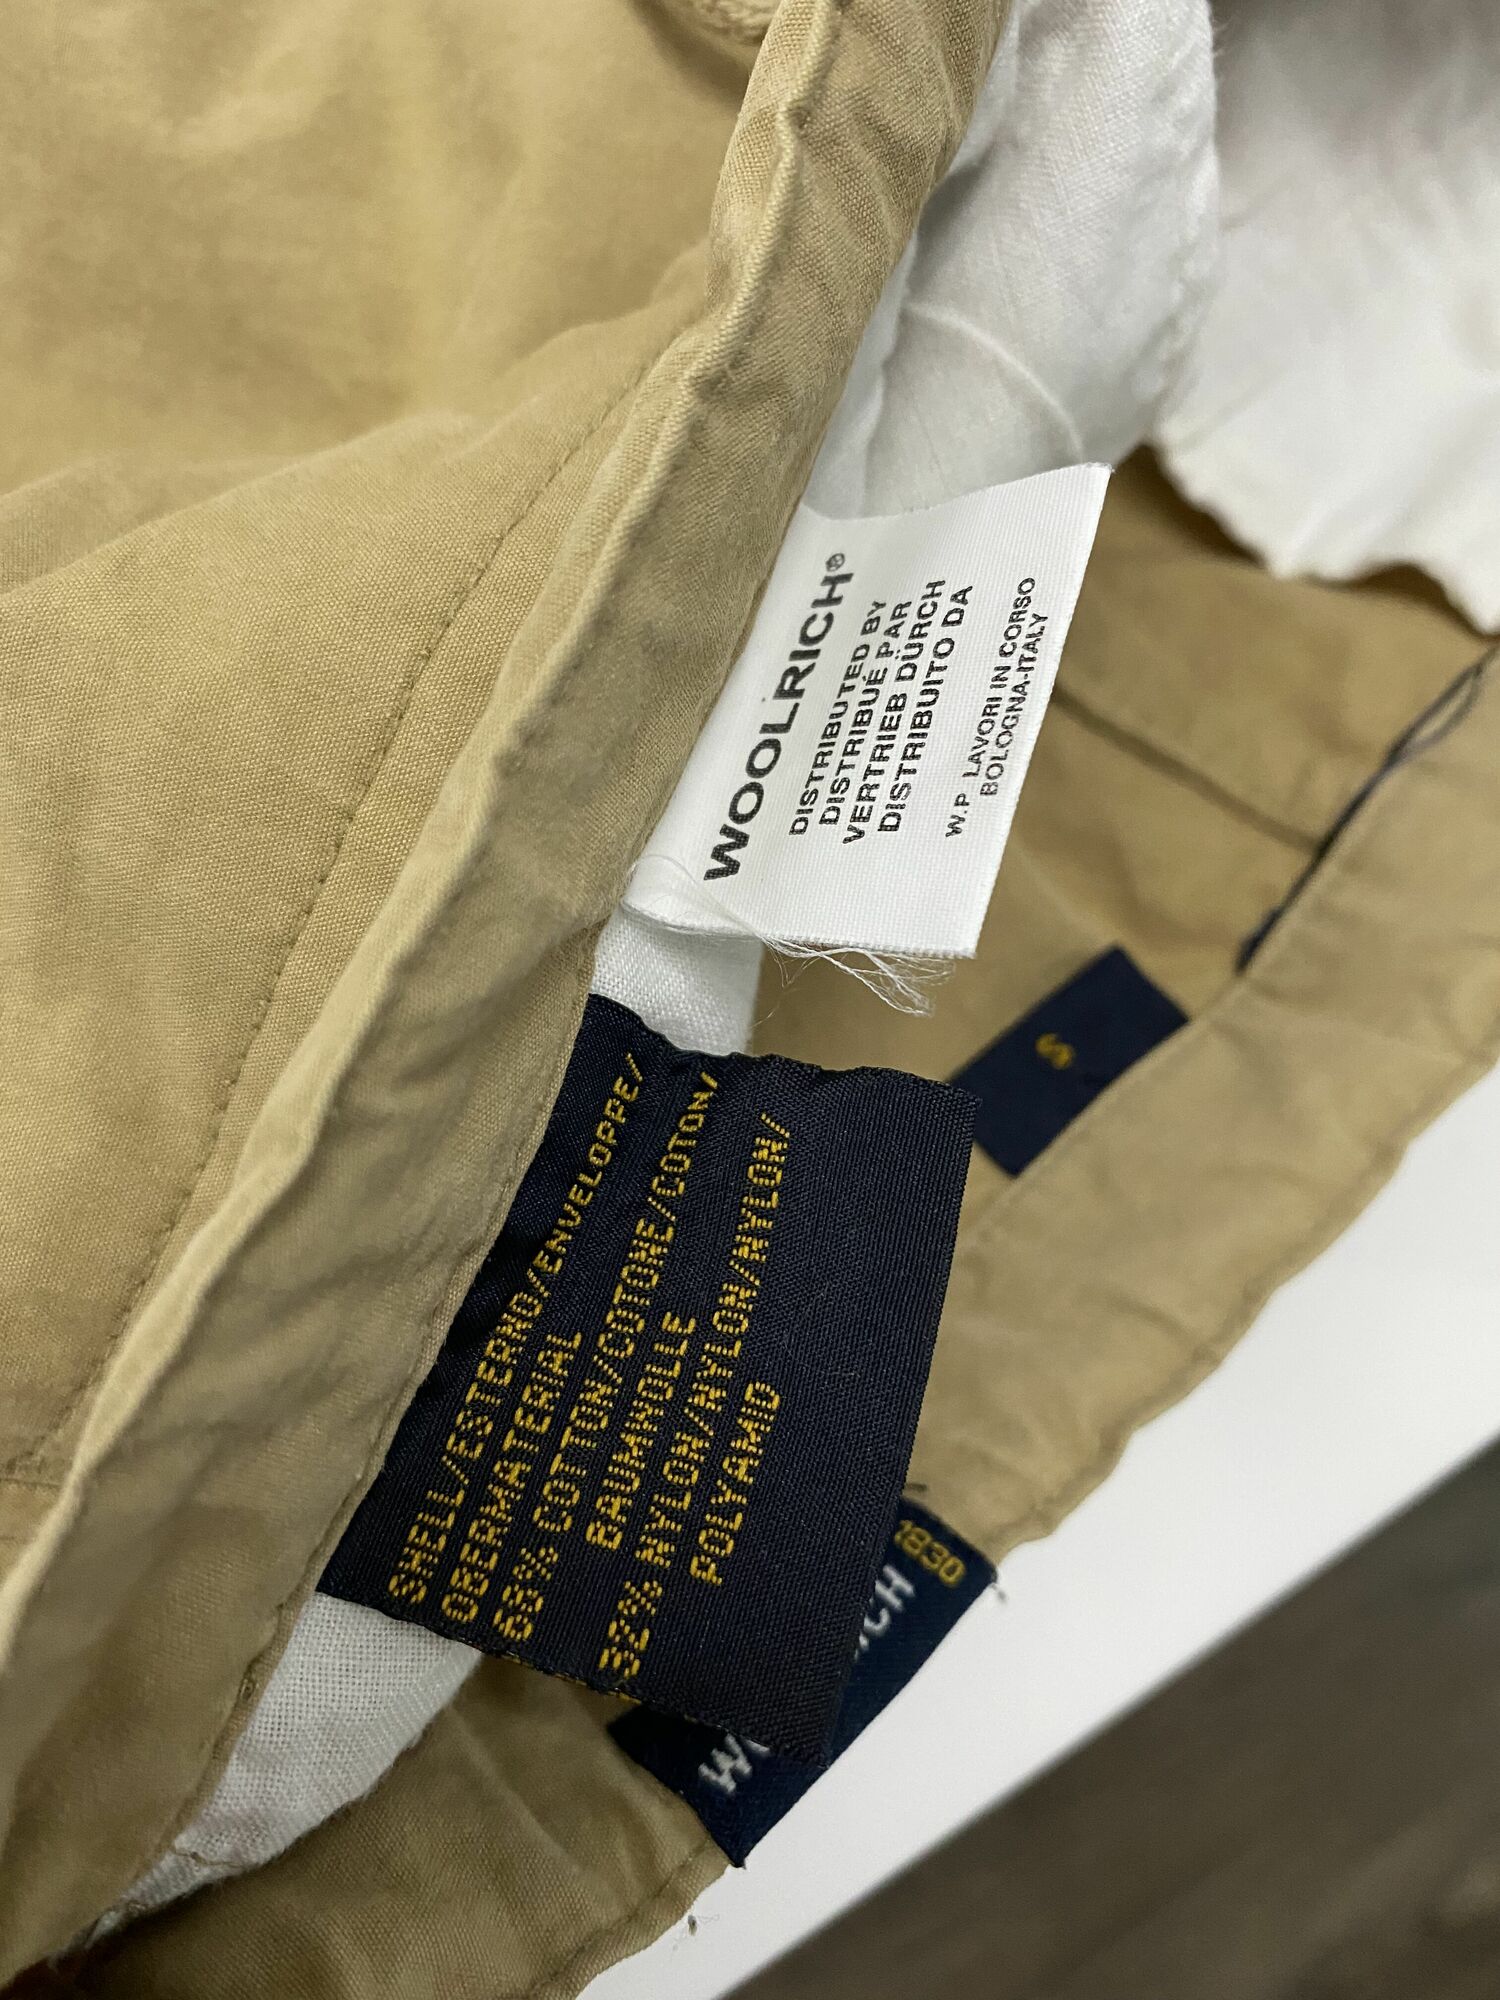 WOOLRICH®
DISTRIBUTED BY
DISTRIBUÉ PAR
VERTRIEB DÜRCH
DISTRIBUITO DA
W.P. LAVORI IN CORSO
BOLOGNA-ITALY
S
SHELL/ESTERNO/ENVELOPPE/
OBERMATERIAL
68% COTTON/COTONE/COTON/
BAUMWOLLE
32% NYLON/NYLON/NYLON/
POLYAMID
1830